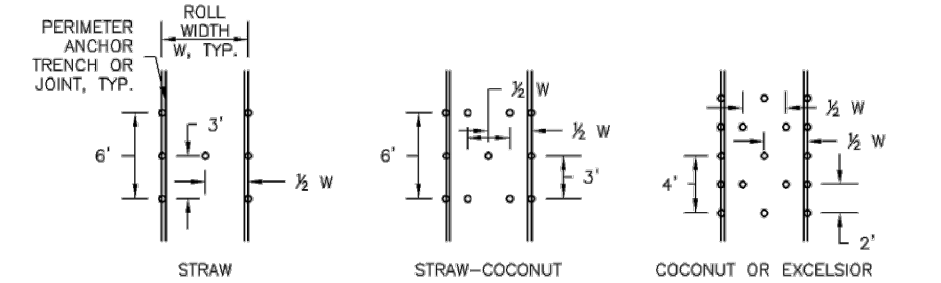 PERIMETER
ANCHOR
TRENCH OR
JOINT, TYP.
ROLL
WIDTH
W, TYP.
6'
3'
½ W
STRAW
½ W
½ W
6'
3'
STRAW-COCONUT
½ W
½ W
4'
2'
COCONUT OR EXCELSIOR